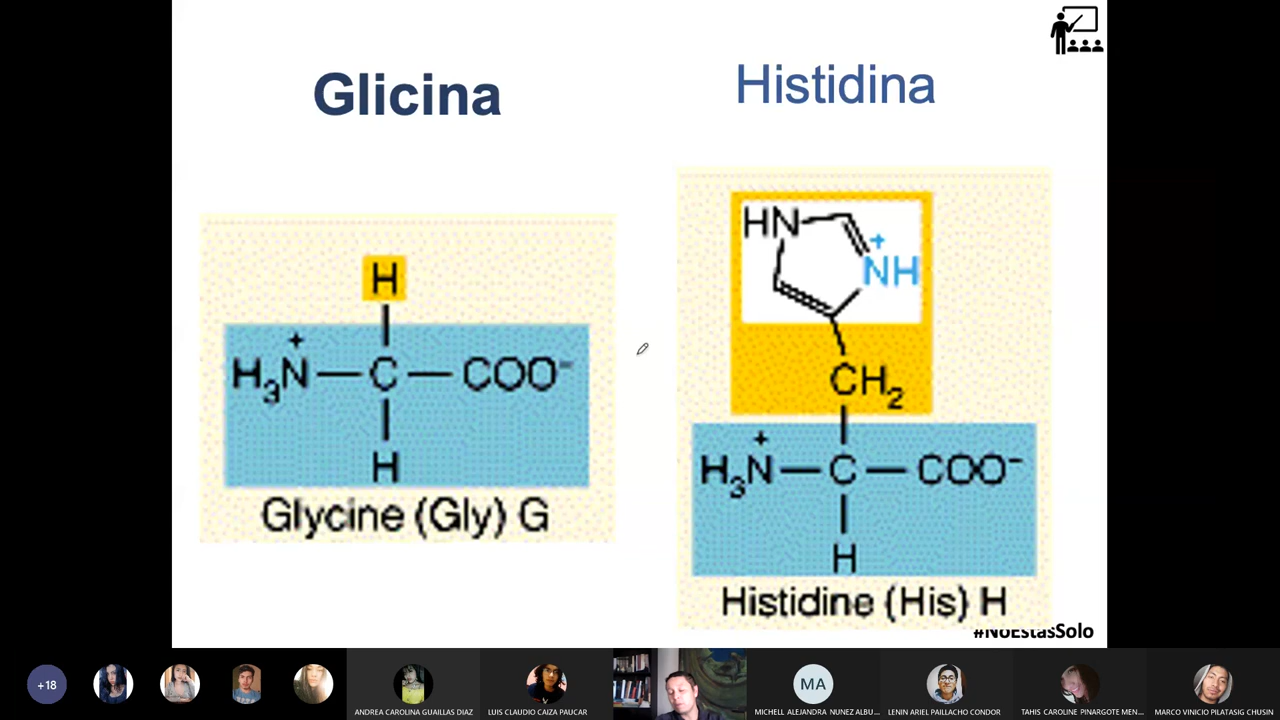 Glicina
Histidina
H
H₃N⁺—C—COO⁻
H
Glycine (Gly) G
HN
⁺NH
CH₂
H₃N⁺—C—COO⁻
H
Histidine (His) H
#NoEstasSolo
+18
ANDREA CAROLINA GUAILLAS DIAZ
LUIS CLAUDIO CAIZA PAUCAR
MA
MICHELL ALEJANDRA NUNEZ ALBU...
LENIN ARIEL PAILLACHO CONDOR
TAHIS CAROLINE PINARGOTE MEN...
MARCO VINICIO PILATASIG CHUSIN